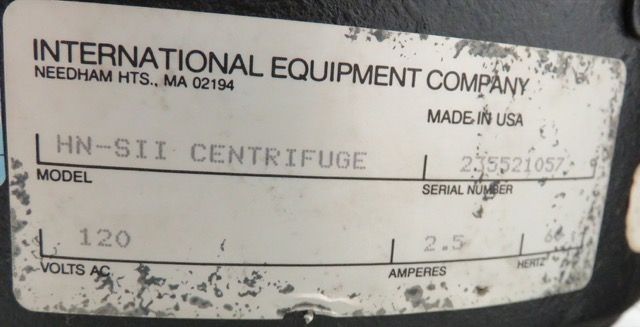 INTERNATIONAL EQUIPMENT COMPANY
NEEDHAM HTS., MA 02194
MADE IN USA
HN-SII CENTRIFUGE 235521057
MODEL SERIAL NUMBER
120 2.5
VOLTS AC AMPERES HERTZ